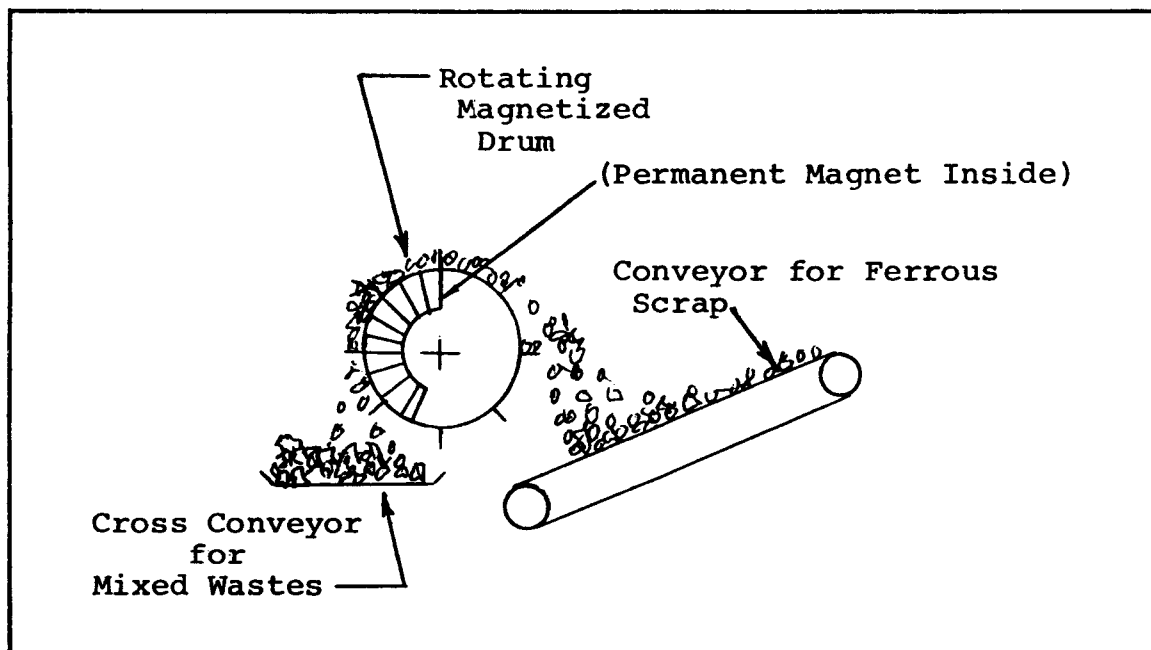 Rotating
Magnetized
Drum
(Permanent Magnet Inside)
Conveyor for Ferrous
Scrap
Cross Conveyor
for
Mixed Wastes